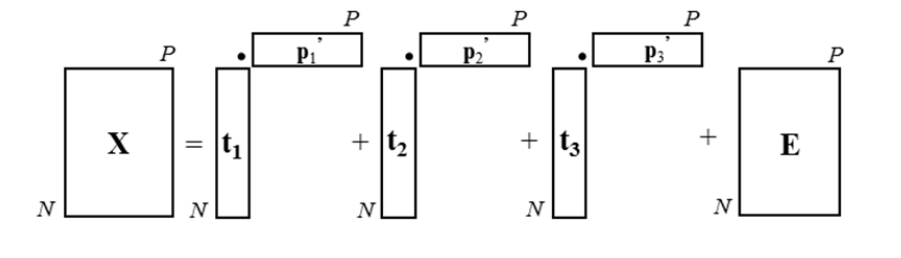 P P P
p₁’ p₂’ p₃’
P P
X = t₁ + t₂ + t₃ + E
N N N N N